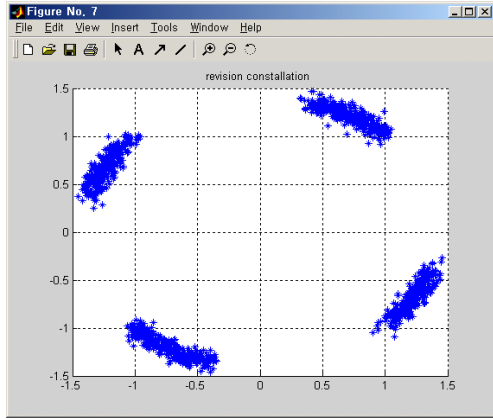 Figure No. 7
File Edit View Insert Tools Window Help
A
revision constallation
1.5
1
0.5
0
-0.5
-1
-1.5
-1.5 -1 -0.5 0 0.5 1 1.5